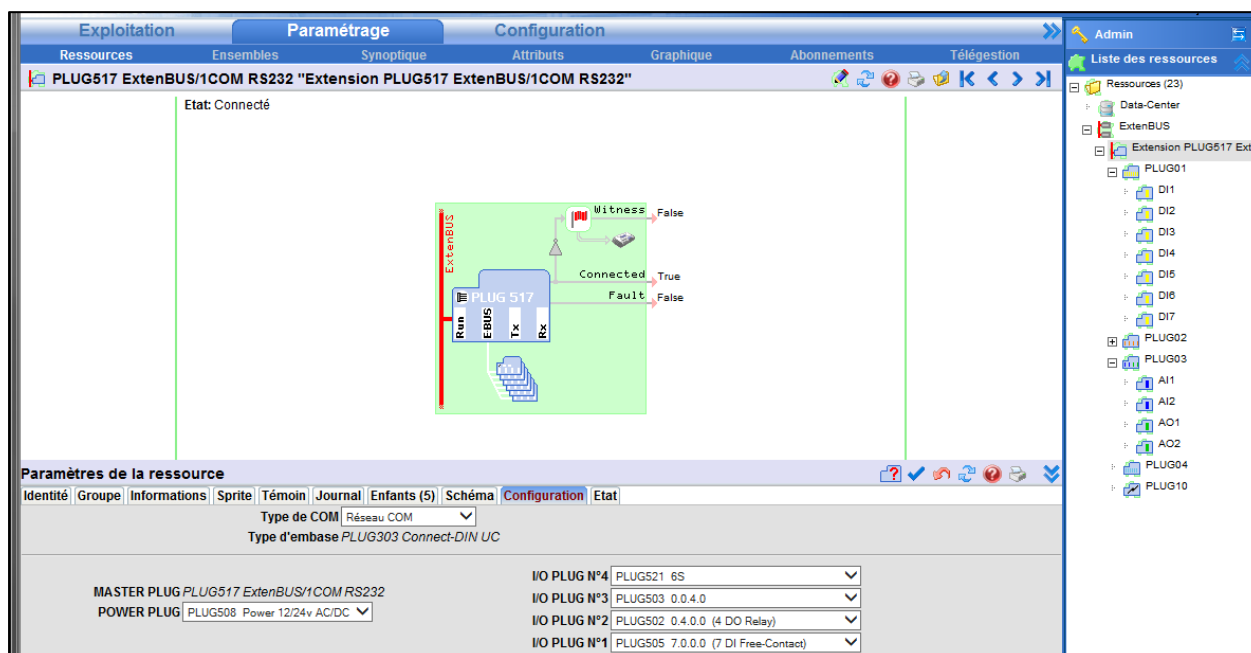 Exploitation Paramétrage Configuration
Ressources Ensembles Synoptique Attributs Graphique Abonnements Télégestion
PLUG517 ExtenBUS/1COM RS232 "Extension PLUG517 ExtenBUS/1COM RS232"
Etat: Connecté
ExtenBUS
Witness False
Connected True
Fault False
PLUG 517
Run E-BUS Tx Rx
Paramètres de la ressource
Identité Groupe Informations Sprite Témoin Journal Enfants (5) Schéma Configuration Etat
Type de COM Réseau COM
Type d'embase PLUG303 Connect-DIN UC
MASTER PLUG PLUG517 ExtenBUS/1COM RS232
POWER PLUG PLUG508 Power 12/24v AC/DC
I/O PLUG N°4 PLUG521 6S
I/O PLUG N°3 PLUG503 0.0.4.0
I/O PLUG N°2 PLUG502 0.4.0.0 (4 DO Relay)
I/O PLUG N°1 PLUG505 7.0.0.0 (7 DI Free-Contact)
Admin
Liste des ressources
Ressources (23)
Data-Center
ExtenBUS
Extension PLUG517 Ext
PLUG01
DI1
DI2
DI3
DI4
DI5
DI6
DI7
PLUG02
PLUG03
AI1
AI2
AO1
AO2
PLUG04
PLUG10